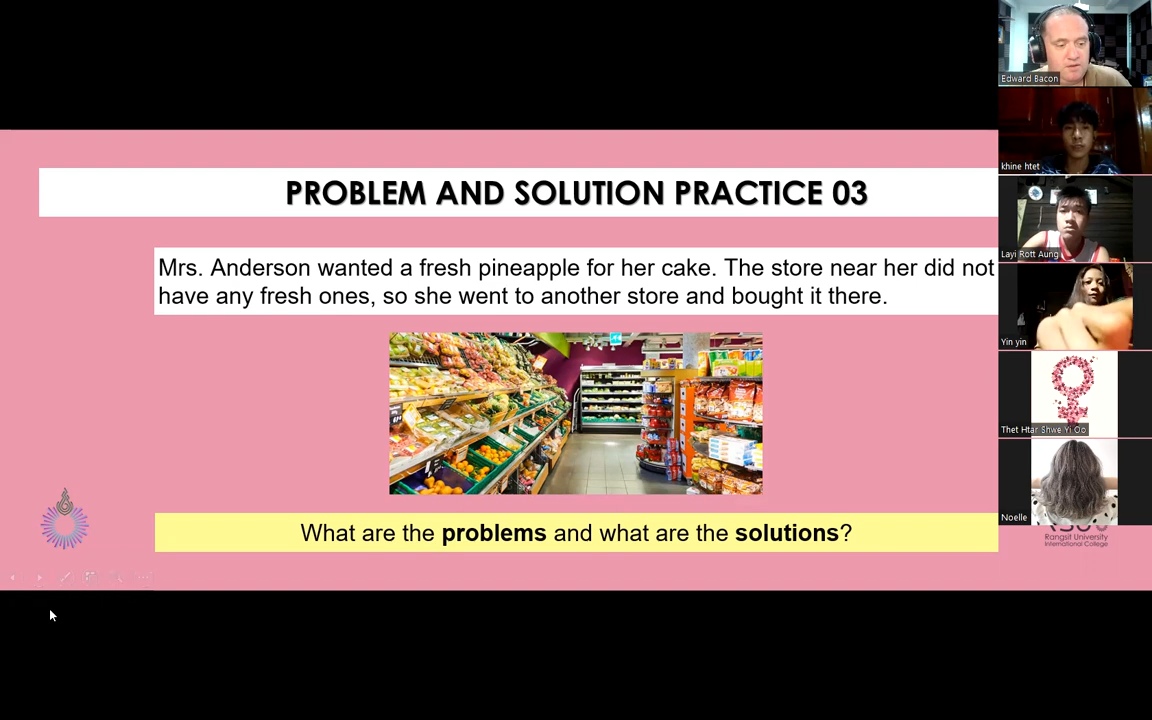 PROBLEM AND SOLUTION PRACTICE 03
Mrs. Anderson wanted a fresh pineapple for her cake. The store near her did not
have any fresh ones, so she went to another store and bought it there.
What are the problems and what are the solutions?
Rangsit University
International College
Edward Bacon
khine htet
Layi Rott Aung
Yin yin
Thet Htar Shwe Yi Oo
Noelle